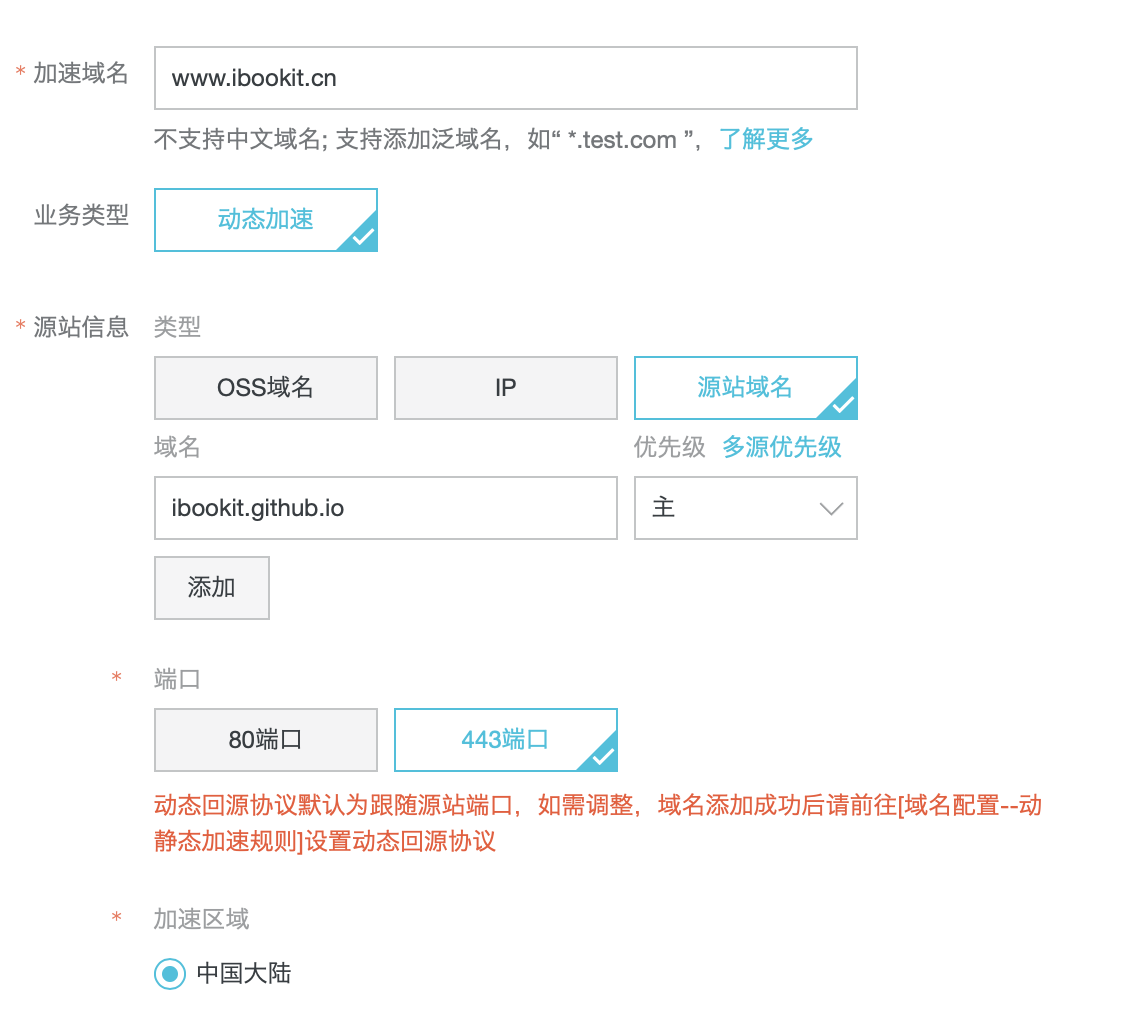 * 加速域名 www.ibookit.cn
不支持中文域名; 支持添加泛域名，如“ *.test.com ”， 了解更多
业务类型 动态加速
* 源站信息 类型
OSS域名 IP 源站域名
域名 优先级 多源优先级
ibookit.github.io 主
添加
* 端口
80端口 443端口
动态回源协议默认为跟随源站端口，如需调整，域名添加成功后请前往[域名配置--动
静态加速规则]设置动态回源协议
* 加速区域
中国大陆